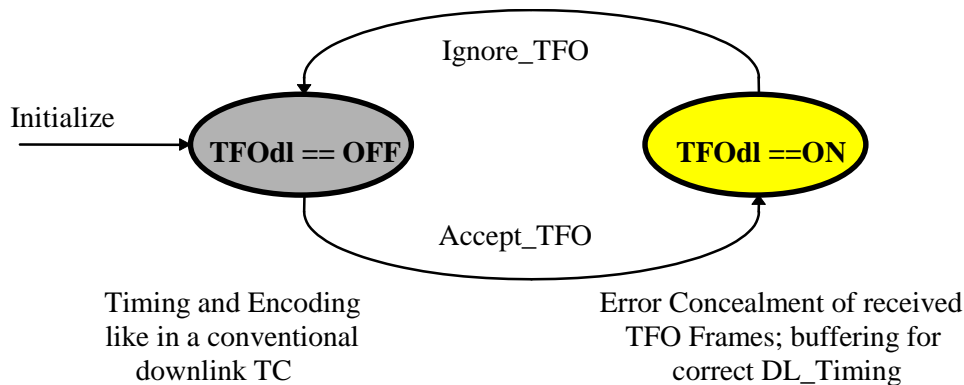 Ignore_TFO
Initialize
TFOdl == OFF
TFOdl ==ON
Accept_TFO
Timing and Encoding
like in a conventional
downlink TC
Error Concealment of received
TFO Frames; buffering for
correct DL_Timing